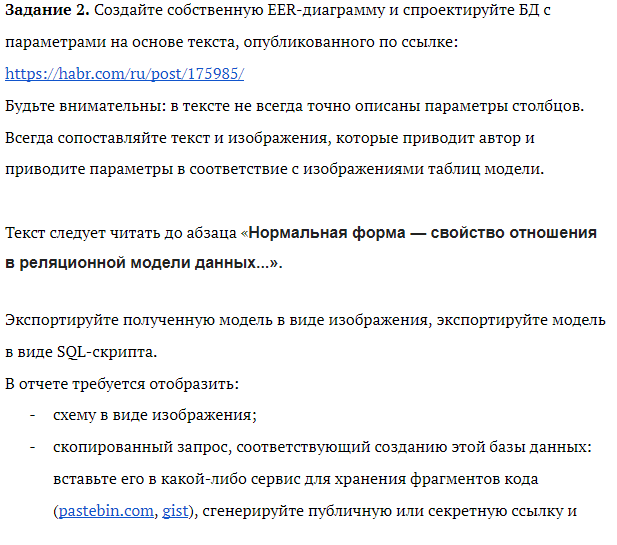 Задание 2. Создайте собственную EER-диаграмму и спроектируйте БД с
параметрами на основе текста, опубликованного по ссылке:
https://habr.com/ru/post/175985/
Будьте внимательны: в тексте не всегда точно описаны параметры столбцов.
Всегда сопоставляйте текст и изображения, которые приводит автор и
приводите параметры в соответствие с изображениями таблиц модели.
Текст следует читать до абзаца «Нормальная форма — свойство отношения
в реляционной модели данных...».
Экспортируйте полученную модель в виде изображения, экспортируйте модель
в виде SQL-скрипта.
В отчете требуется отобразить:
- схему в виде изображения;
- скопированный запрос, соответствующий созданию этой базы данных:
вставьте его в какой-либо сервис для хранения фрагментов кода
(pastebin.com, gist), сгенерируйте публичную или секретную ссылку и